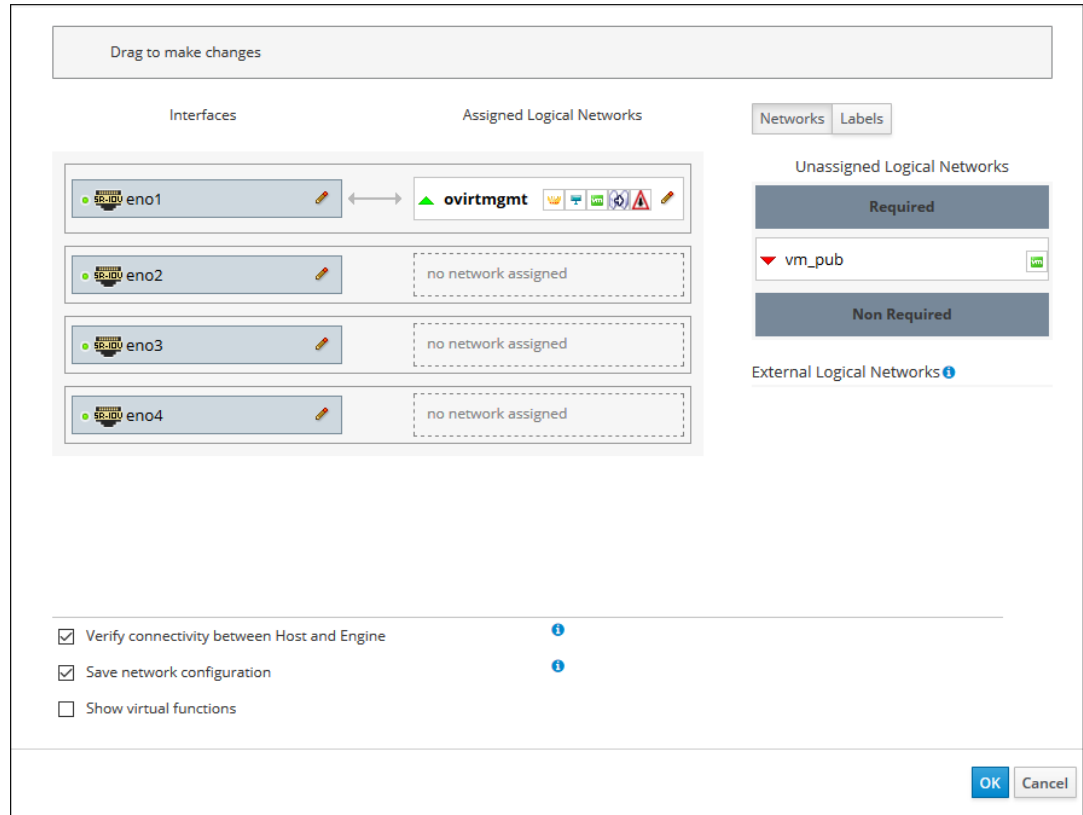 Drag to make changes
Interfaces
Assigned Logical Networks
Networks
Labels
Unassigned Logical Networks
Required
SR-IOV eno1
ovirtmgmt vm
SR-IOV eno2
no network assigned
vm_pub vm
Non Required
SR-IOV eno3
no network assigned
External Logical Networks
SR-IOV eno4
no network assigned
Verify connectivity between Host and Engine
Save network configuration
Show virtual functions
OK
Cancel